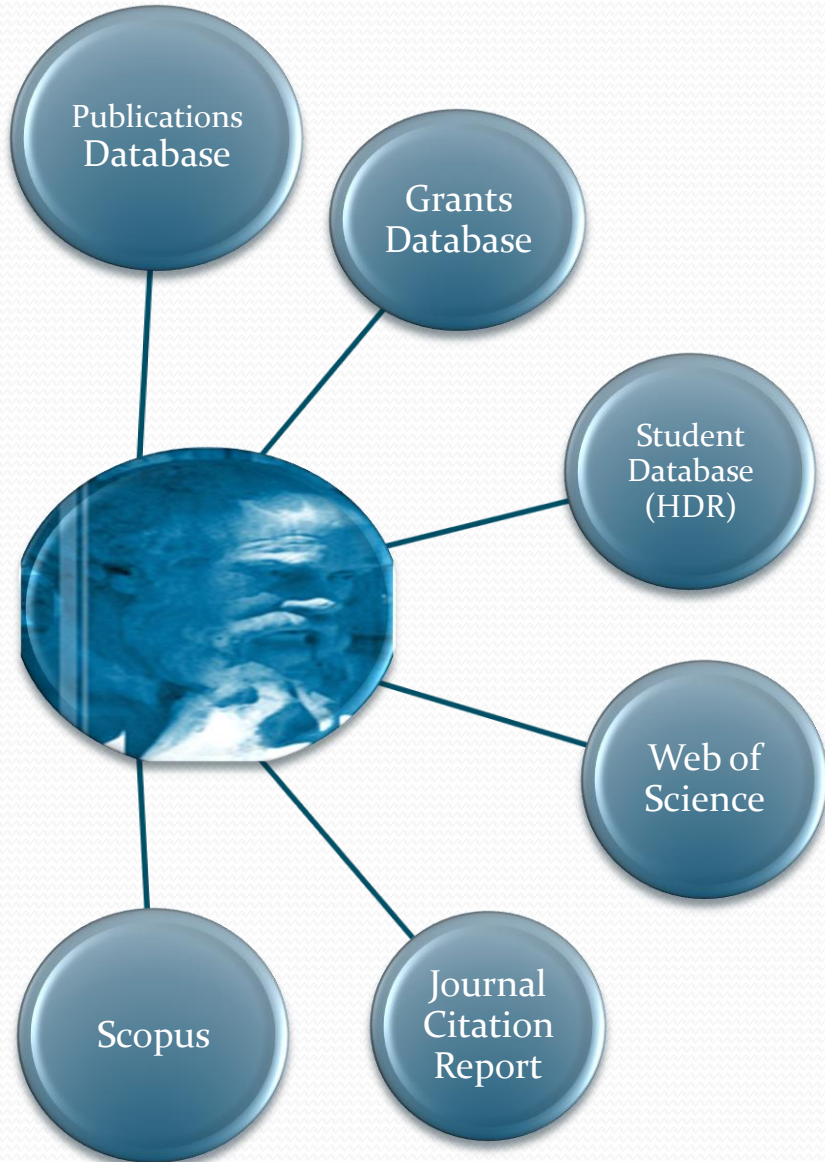 Publications
Database
Grants
Database
Student
Database
(HDR)
Web of
Science
Journal
Citation
Report
Scopus